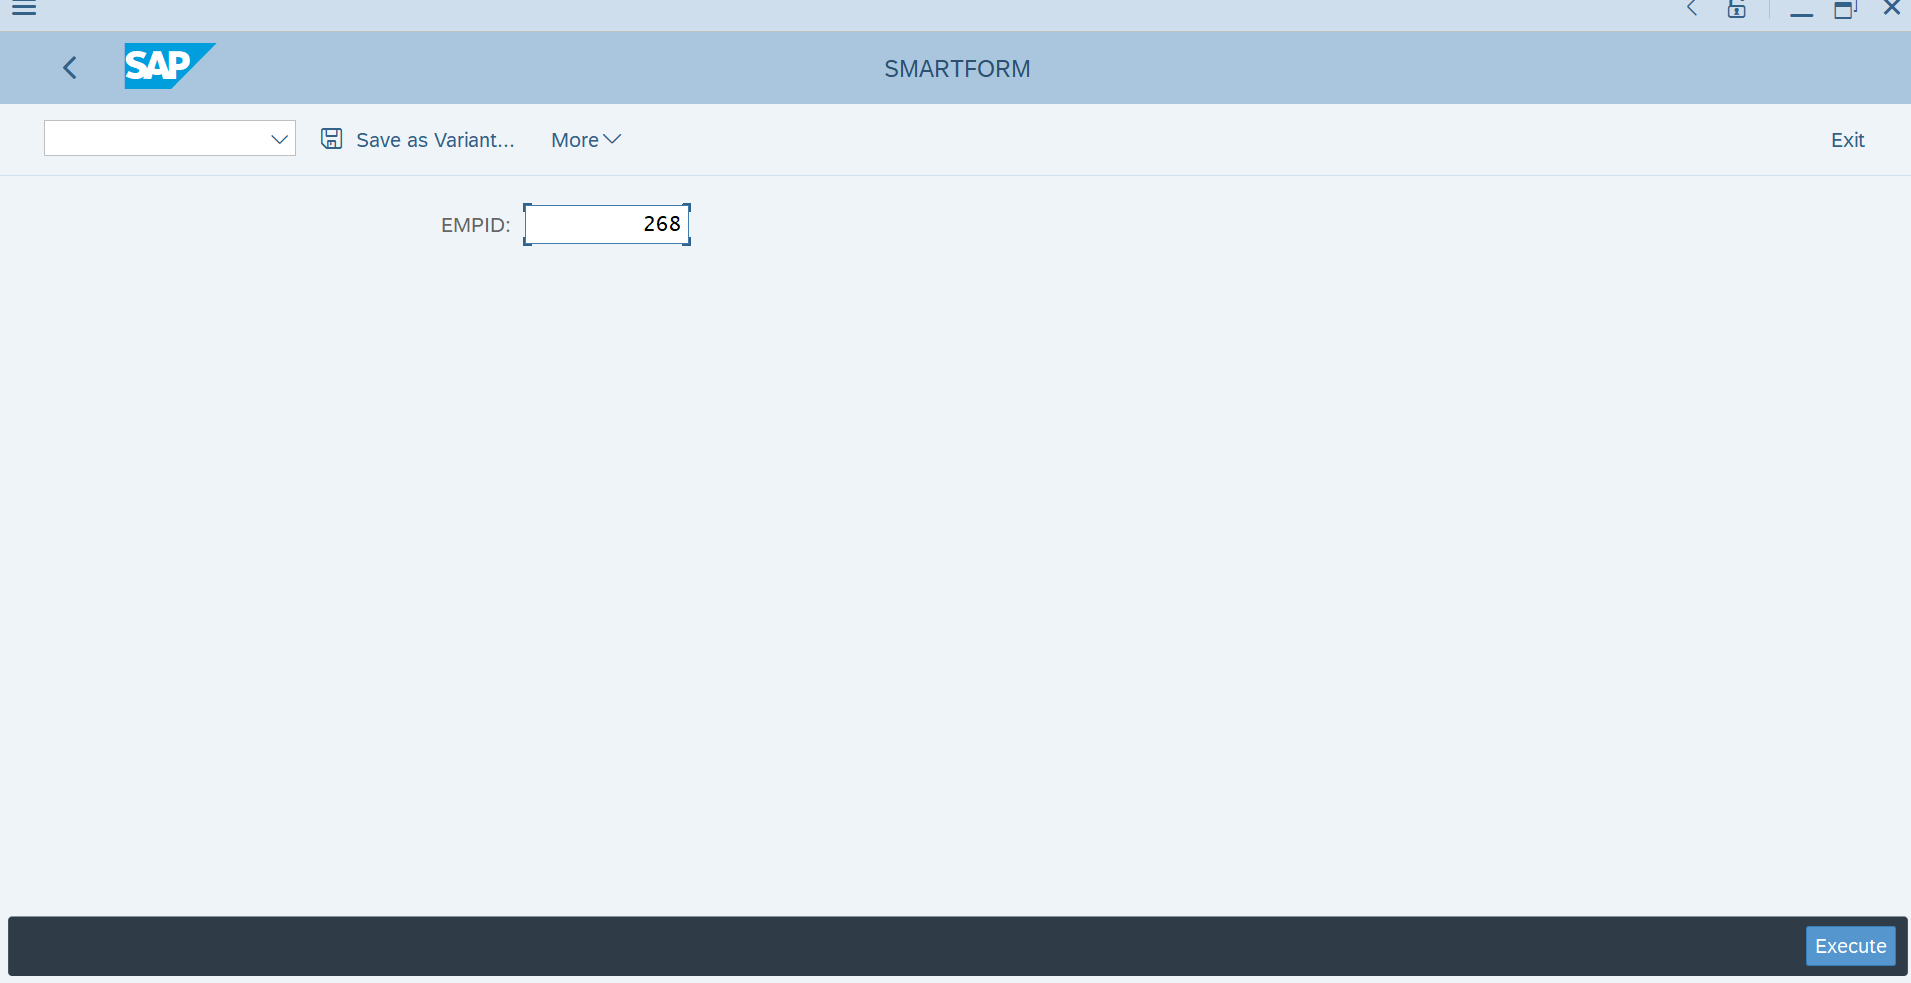 SAP
SMARTFORM
Save as Variant...
More
Exit
EMPID:
268
Execute